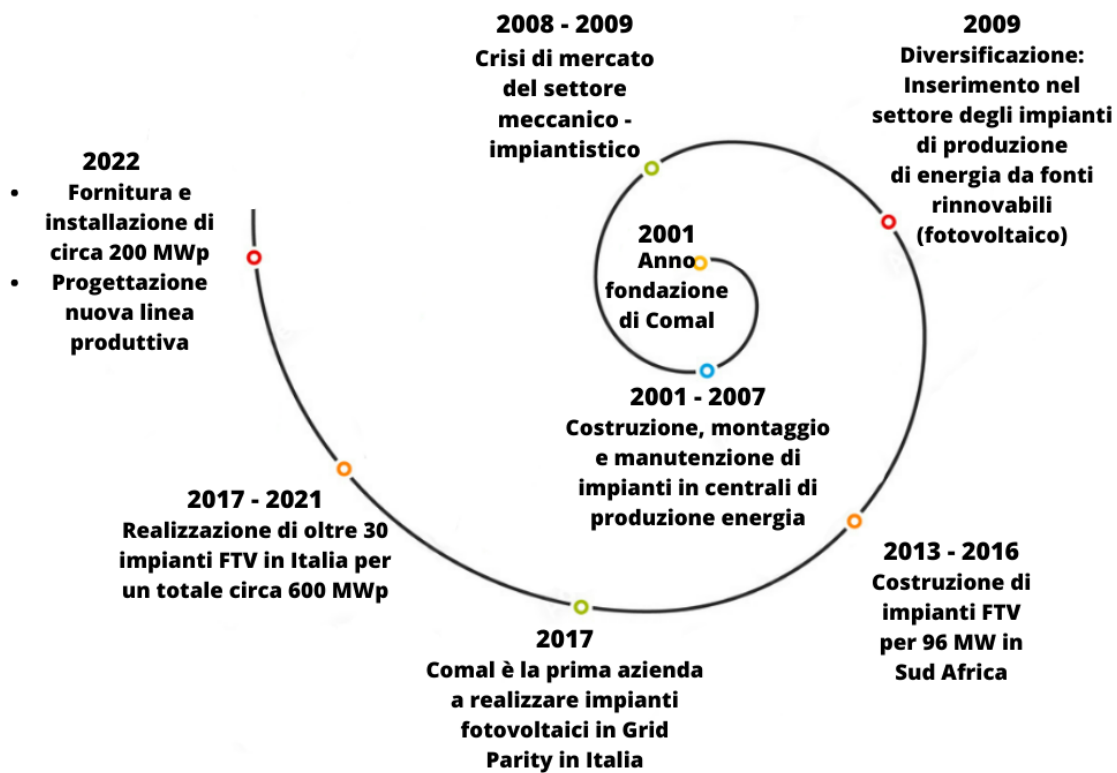 2001
Anno
fondazione
di Comal
2001 - 2007
Costruzione, montaggio
e manutenzione di
impianti in centrali di
produzione energia
2008 - 2009
Crisi di mercato
del settore
meccanico -
impiantistico
2009
Diversificazione:
Inserimento nel
settore degli impianti
di produzione
di energia da fonti
rinnovabili
(fotovoltaico)
2013 - 2016
Costruzione di
impianti FTV
per 96 MW in
Sud Africa
2017
Comal è la prima azienda
a realizzare impianti
fotovoltaici in Grid
Parity in Italia
2017 - 2021
Realizzazione di oltre 30
impianti FTV in Italia per
un totale circa 600 MWp
2022
• Fornitura e
installazione di
circa 200 MWp
• Progettazione
nuova linea
produttiva